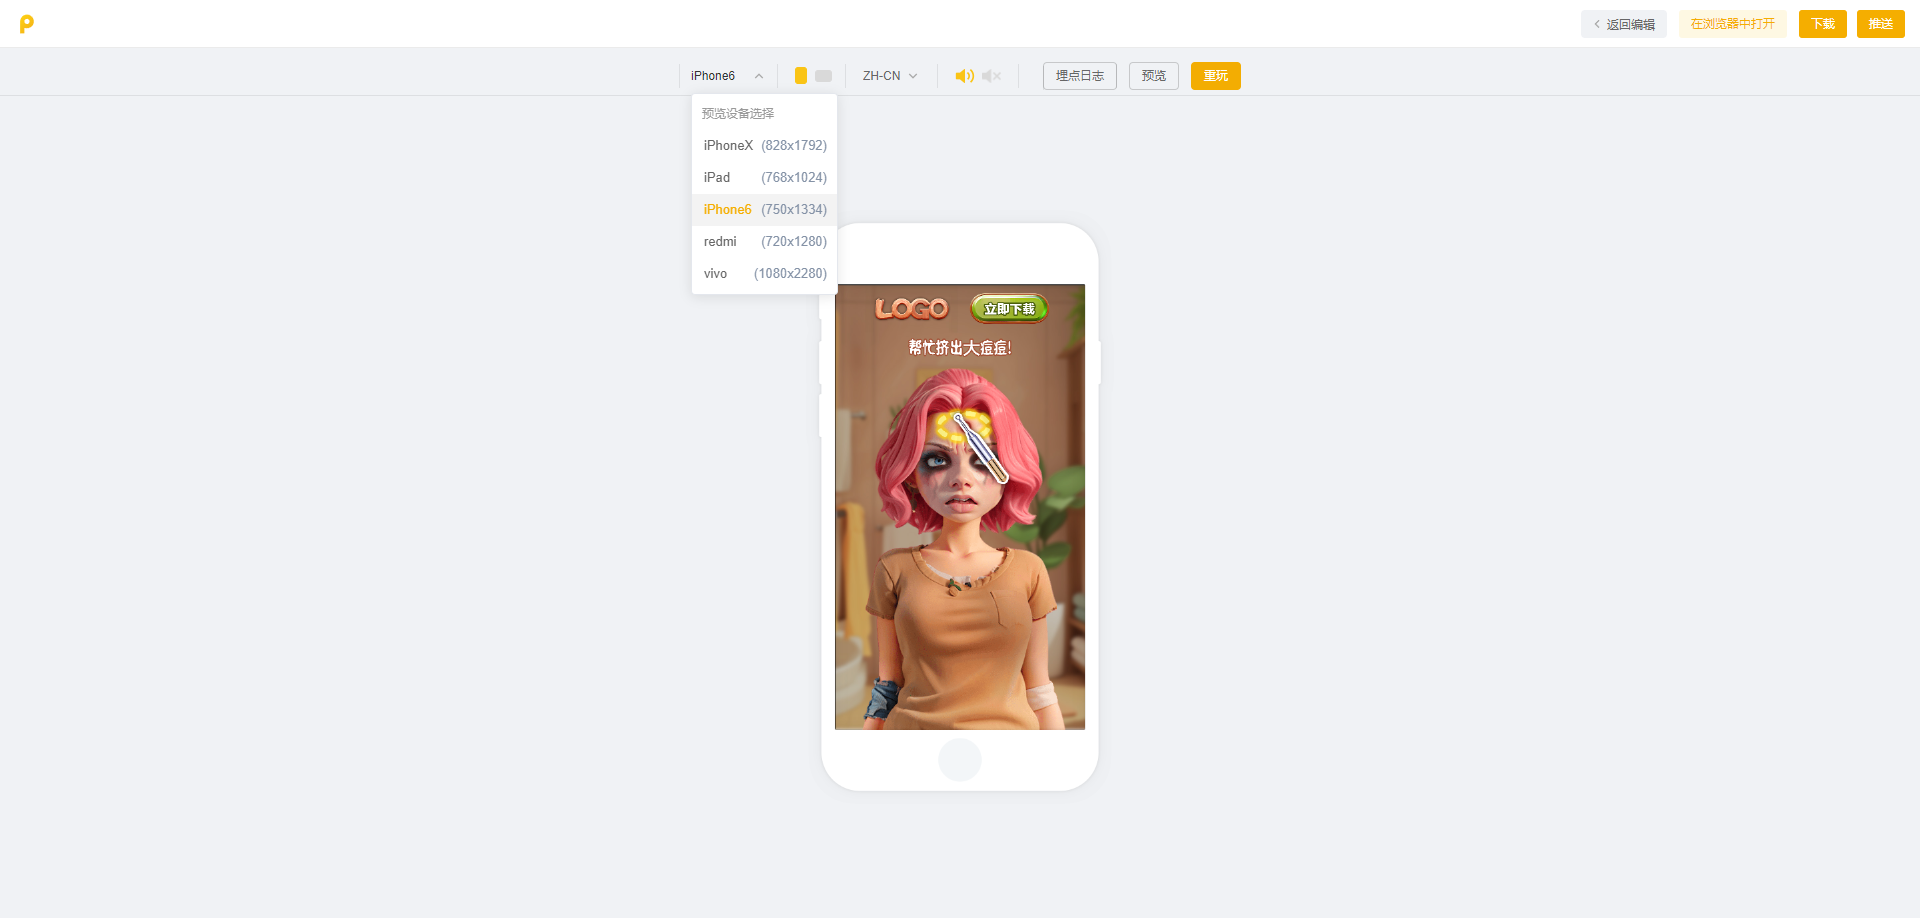 返回编辑
在浏览器中打开
下载
推送
iPhone6
ZH-CN
埋点日志
预览
重玩
预览设备选择
iPhoneX (828x1792)
iPad (768x1024)
iPhone6 (750x1334)
redmi (720x1280)
vivo (1080x2280)
LOGO
立即下载
帮忙挤出大痘痘!